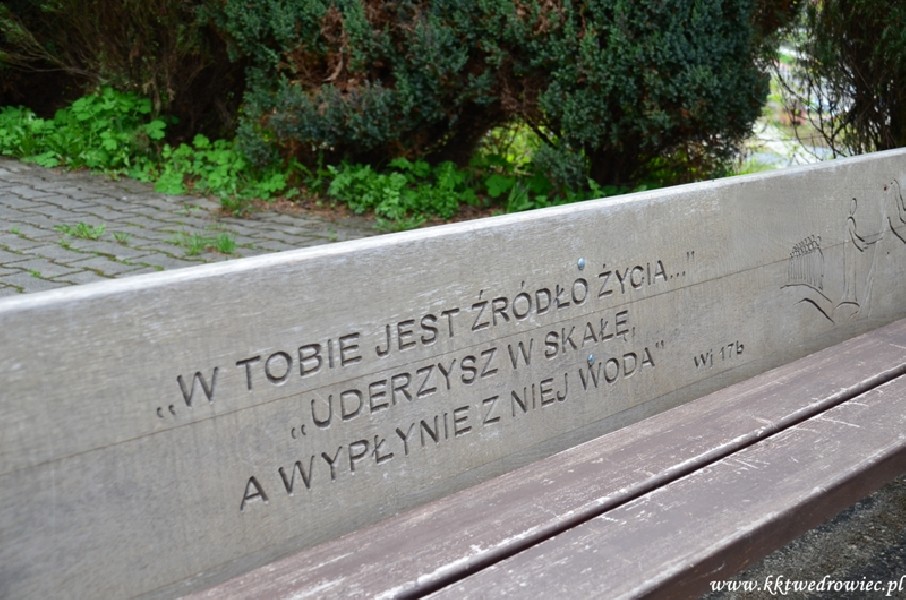 „W TOBIE JEST ŹRÓDŁO ŻYCIA..."
„UDERZYSZ W SKAŁĘ,
A WYPŁYNIE Z NIEJ WODA" Wj 17b
www.kktwedrowiec.pl